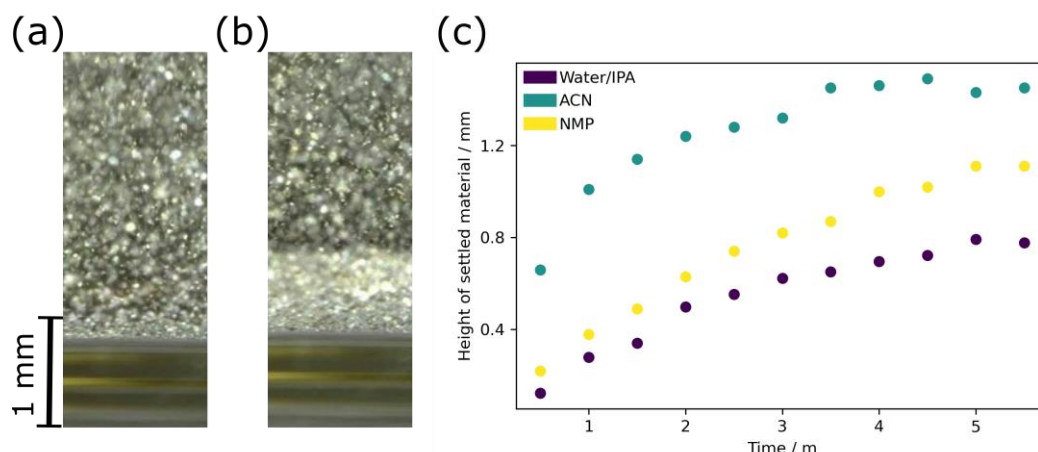 (a)
(b)
(c)
1 mm
Height of settled material / mm
1.2
0.8
0.4
Water/IPA
ACN
NMP
1
2
3
4
5
Time / m